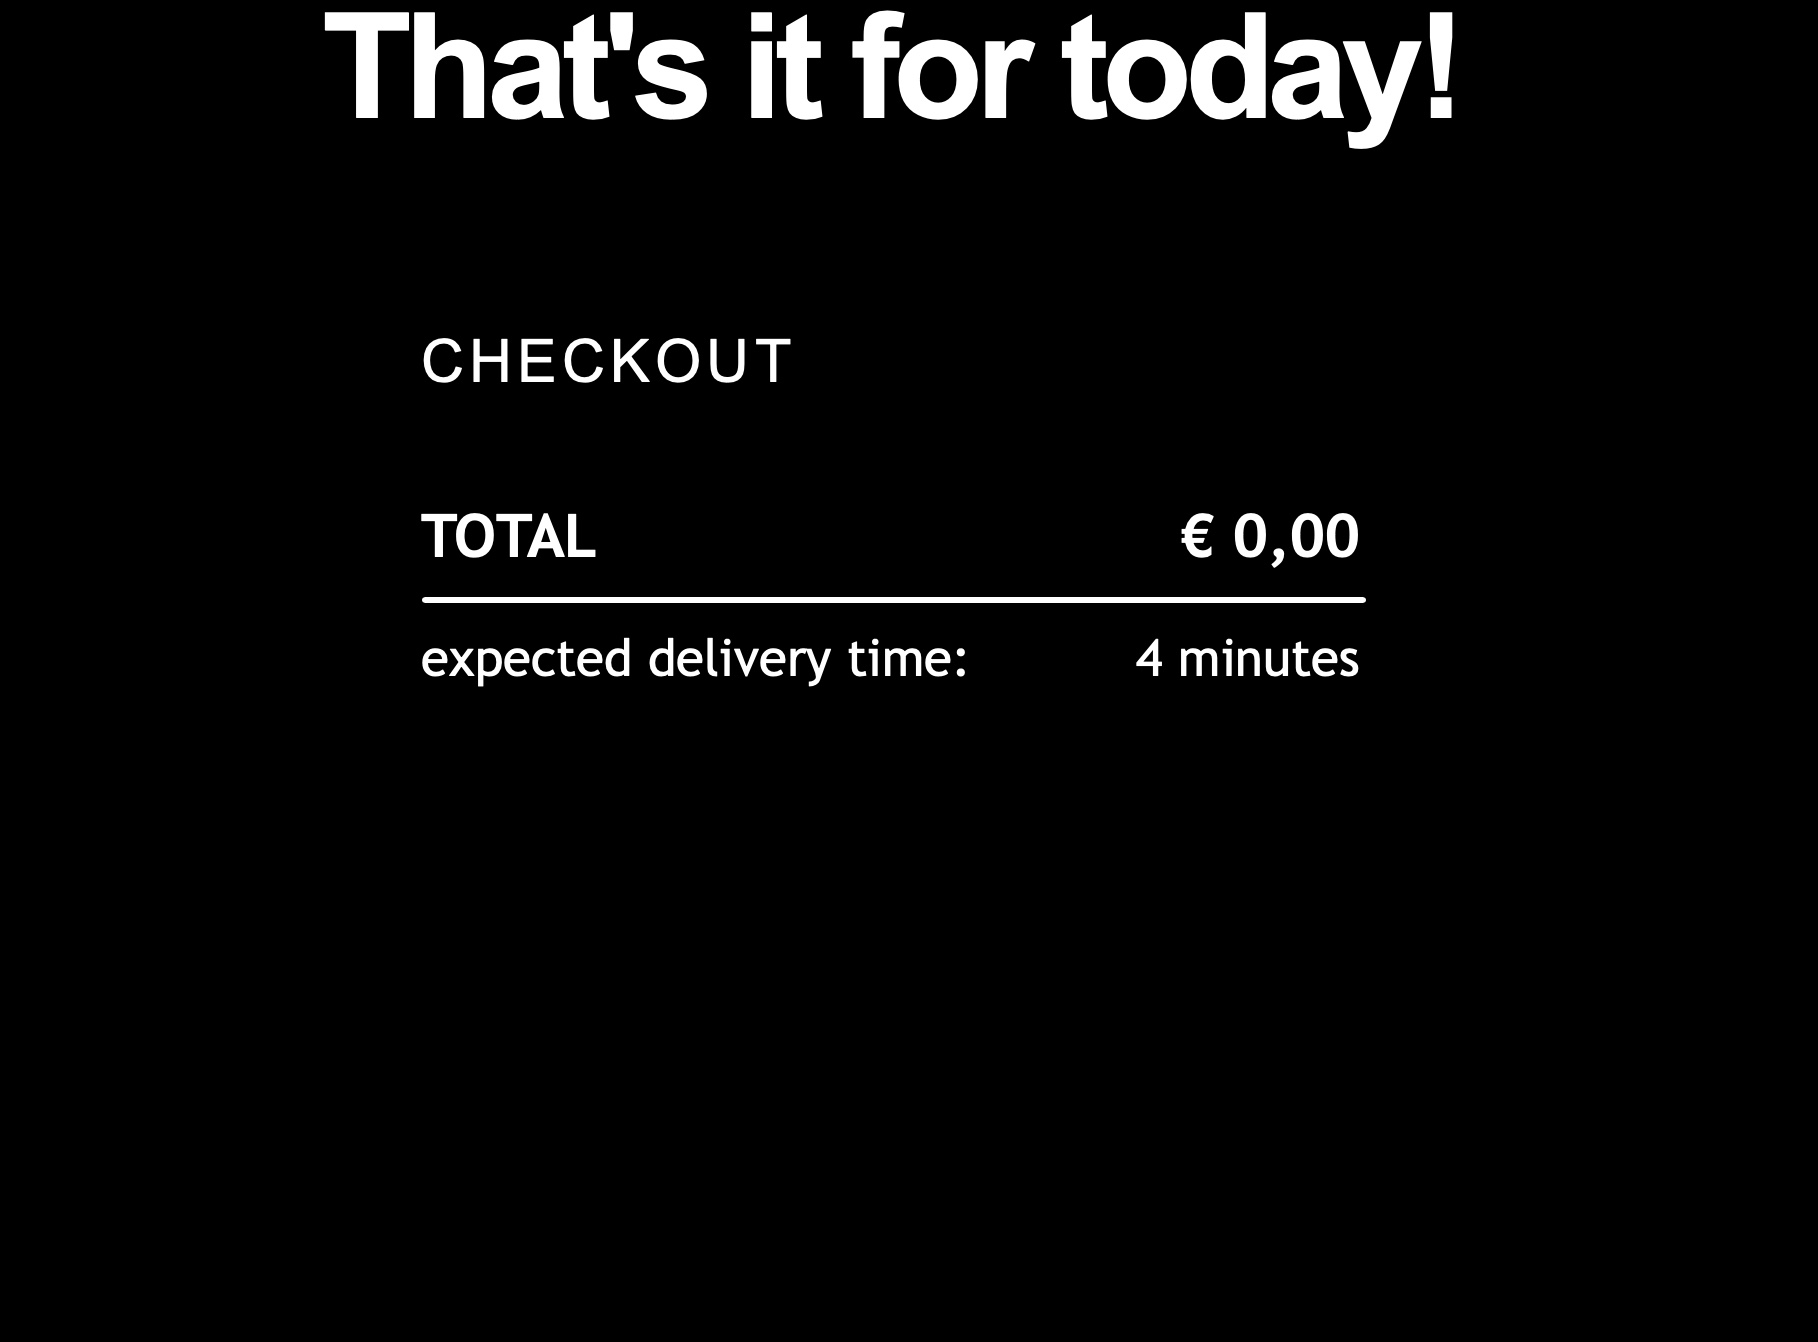 That's it for today!
CHECKOUT
TOTAL € 0,00
expected delivery time: 4 minutes